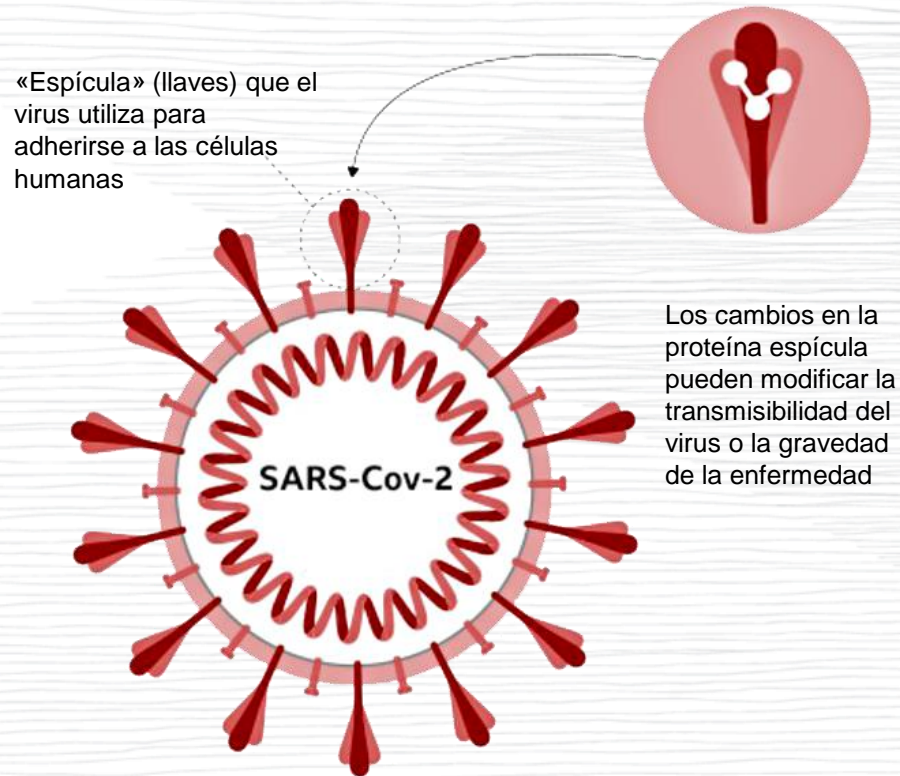 «Espícula» (llaves) que el
virus utiliza para
adherirse a las células
humanas
Los cambios en la
proteína espícula
pueden modificar la
transmisibilidad del
virus o la gravedad
de la enfermedad
SARS-Cov-2